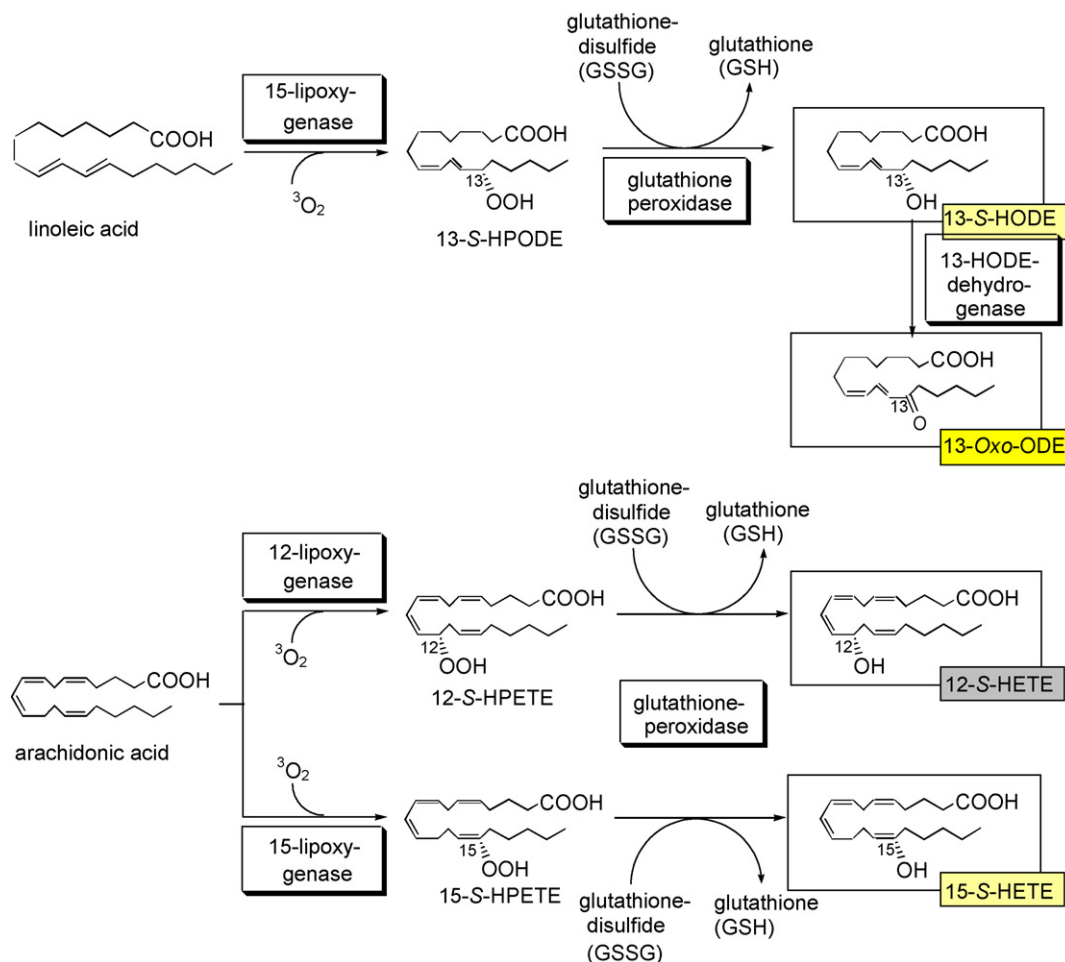 glutathione-
disulfide
(GSSG)
glutathione
(GSH)
15-lipoxy-
genase
COOH
³O₂
linoleic acid
COOH
13
OOH
13-S-HPODE
glutathione
peroxidase
COOH
13
OH
13-S-HODE
13-HODE-
dehydro-
genase
COOH
13
O
13-Oxo-ODE
glutathione-
disulfide
(GSSG)
glutathione
(GSH)
12-lipoxy-
genase
³O₂
COOH
12
OOH
12-S-HPETE
COOH
12
OH
12-S-HETE
COOH
arachidonic acid
glutathione-
peroxidase
³O₂
15-lipoxy-
genase
COOH
15
OOH
15-S-HPETE
glutathione-
disulfide
(GSSG)
glutathione
(GSH)
COOH
15
OH
15-S-HETE